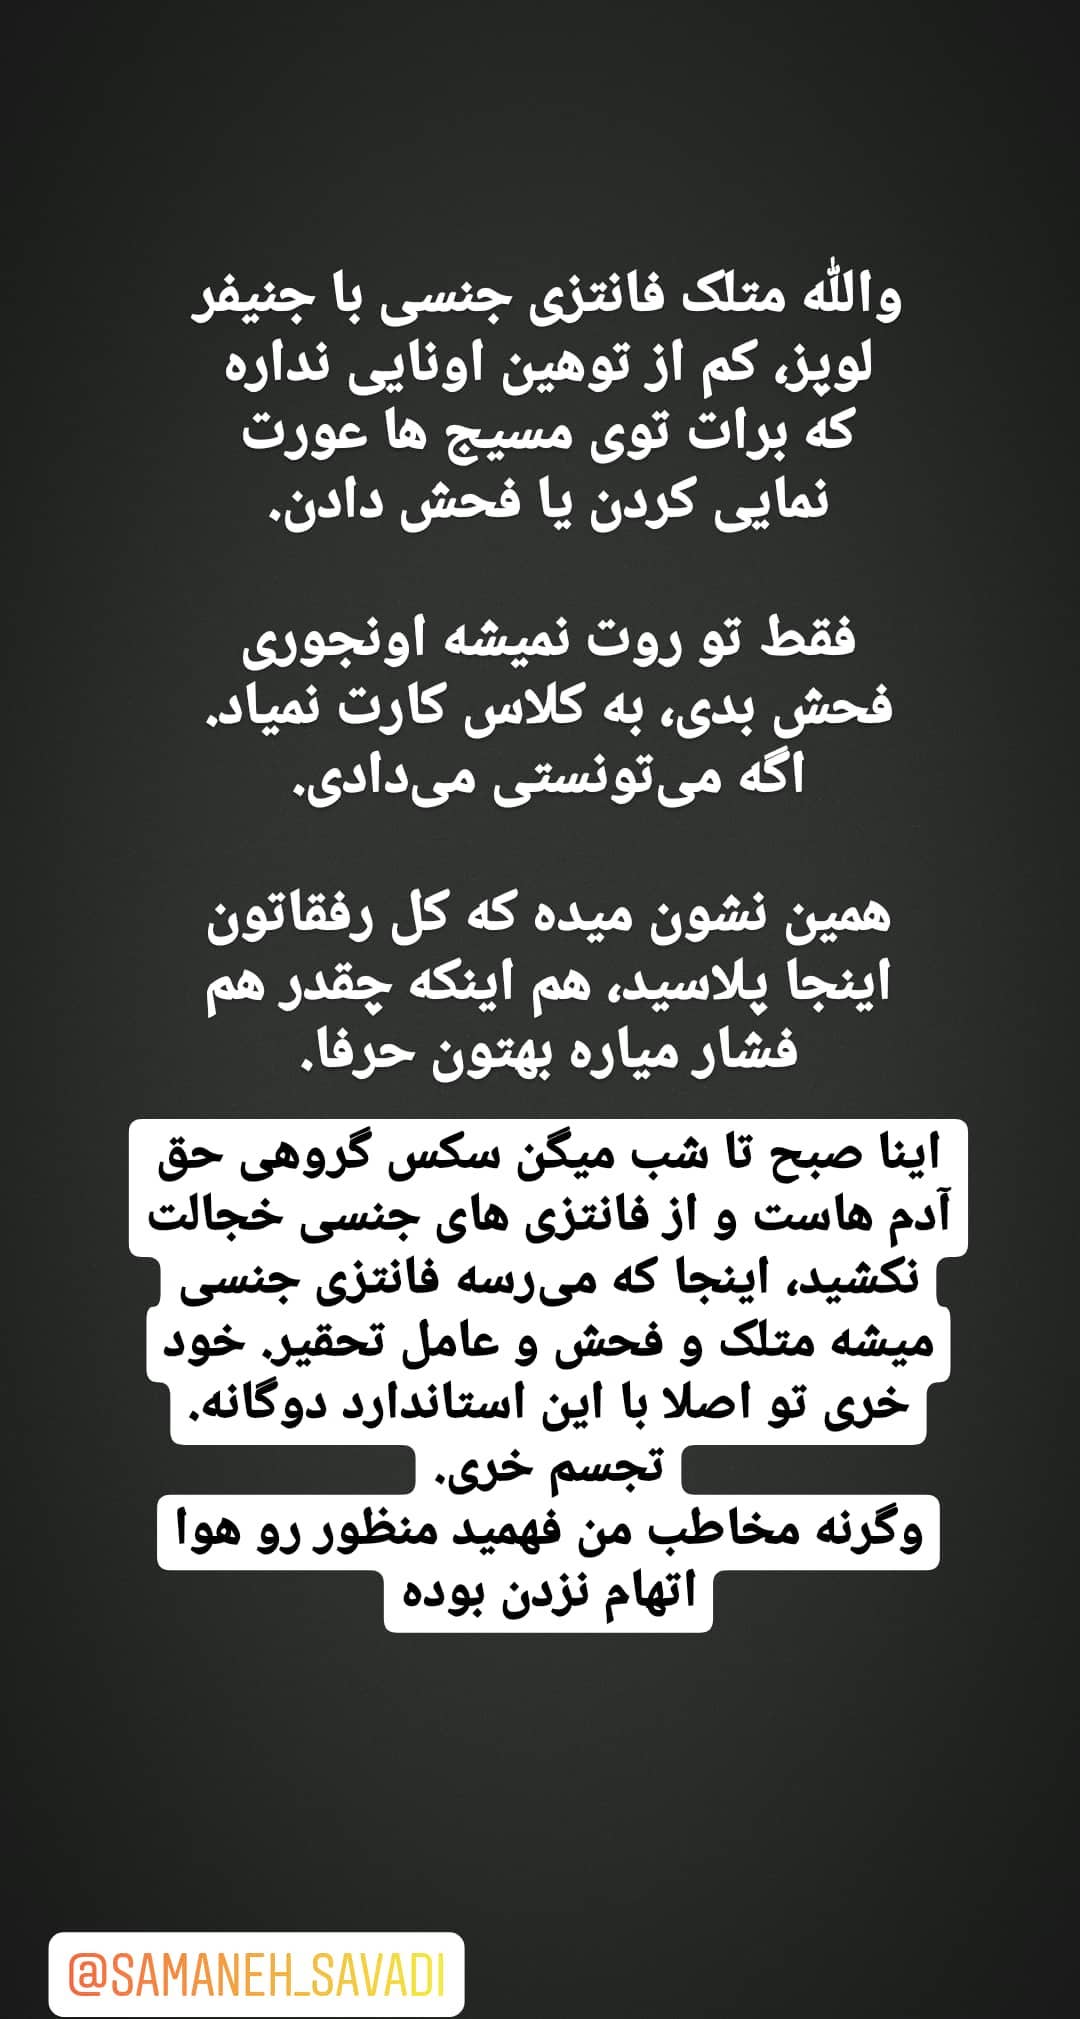 والله متلک فانتزی جنسی با جنیفر
لوپز، کم از توهین اونایی نداره
که برات توی مسیج ها عورت
نمایی کردن یا فحش دادن.
فقط تو روت نمیشه اونجوری
فحش بدی، به کلاس کارت نمیاد.
اگه می‌تونستی می‌دادی.
همین نشون میده که کل رفقاتون
اینجا پلاسید، هم اینکه چقدر هم
فشار میاره بهتون حرفا.
اینا صبح تا شب میگن سکس گروهی حق
آدم هاست و از فانتزی های جنسی خجالت
نکشید، اینجا که می‌رسه فانتزی جنسی
میشه متلک و فحش و عامل تحقیر. خود
خری تو اصلا با این استاندارد دوگانه.
تجسم خری.
وگرنه مخاطب من فهمید منظور رو هوا
اتهام نزدن بوده
@SAMANEH_SAVADI